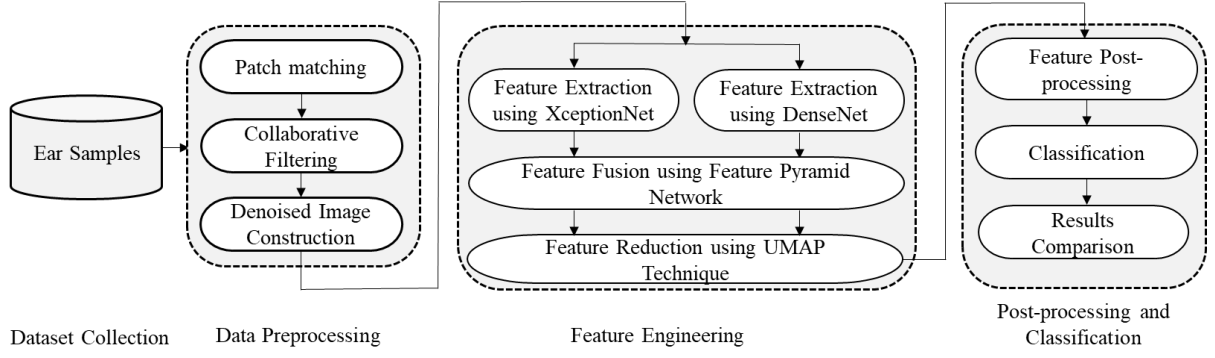 Ear Samples
Dataset Collection
Patch matching
Collaborative
Filtering
Denoised Image
Construction
Data Preprocessing
Feature Extraction
using XceptionNet
Feature Extraction
using DenseNet
Feature Fusion using Feature Pyramid
Network
Feature Reduction using UMAP
Technique
Feature Engineering
Feature Post-
processing
Classification
Results
Comparison
Post-processing and
Classification